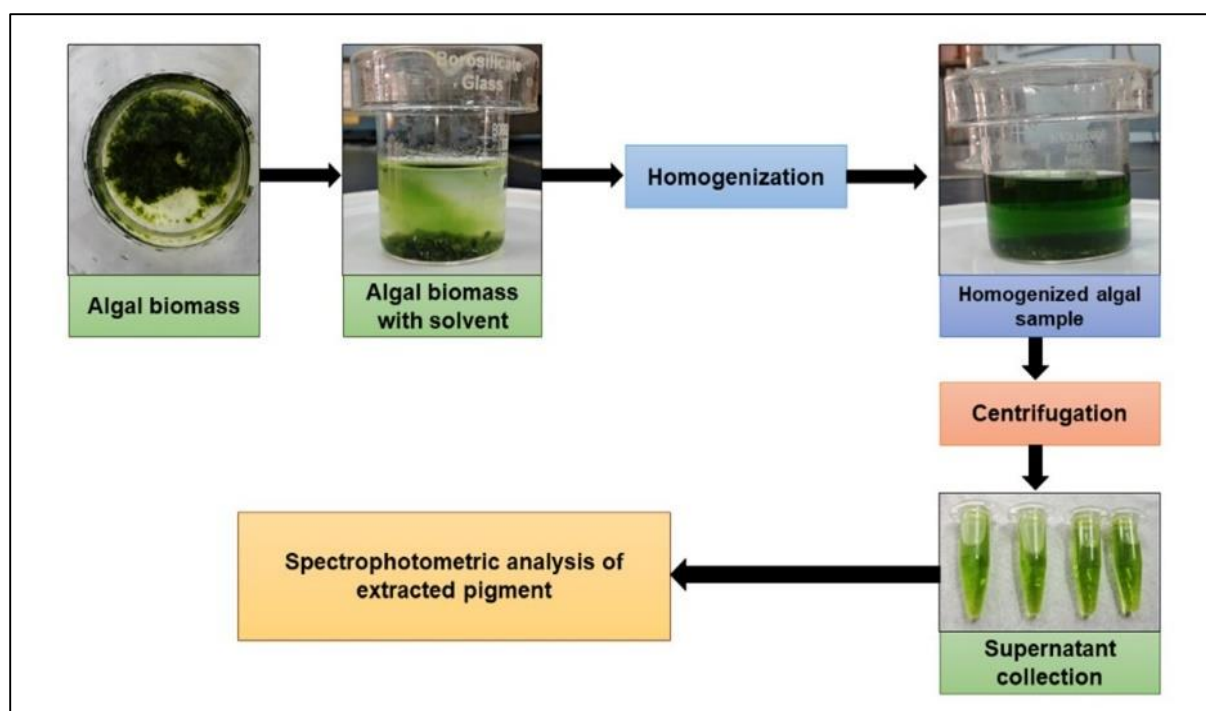 Borosilicate
Glass
Algal biomass
Algal biomass
with solvent
Homogenization
Homogenized algal
sample
Centrifugation
Supernatant
collection
Spectrophotometric analysis of
extracted pigment